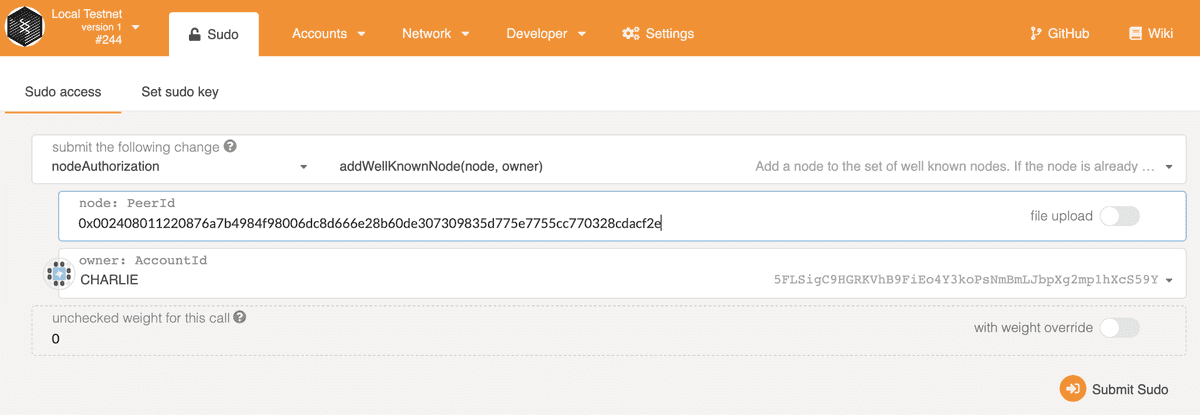 Local Testnet
version 1
#244
Sudo
Accounts
Network
Developer
Settings
GitHub
Wiki
Sudo access
Set sudo key
submit the following change
nodeAuthorization
addWellKnownNode(node, owner)
Add a node to the set of well known nodes. If the node is already ...
node: PeerId
0x002408011220876a7b4984f98006dc8d666e28b60de307309835d775e7755cc770328cdacf2e
file upload
owner: AccountId
CHARLIE
5FLSigC9HGRKVhB9FiEo4Y3koPsNmBmLJbpXg2mp1hXcS59Y
unchecked weight for this call
0
with weight override
Submit Sudo